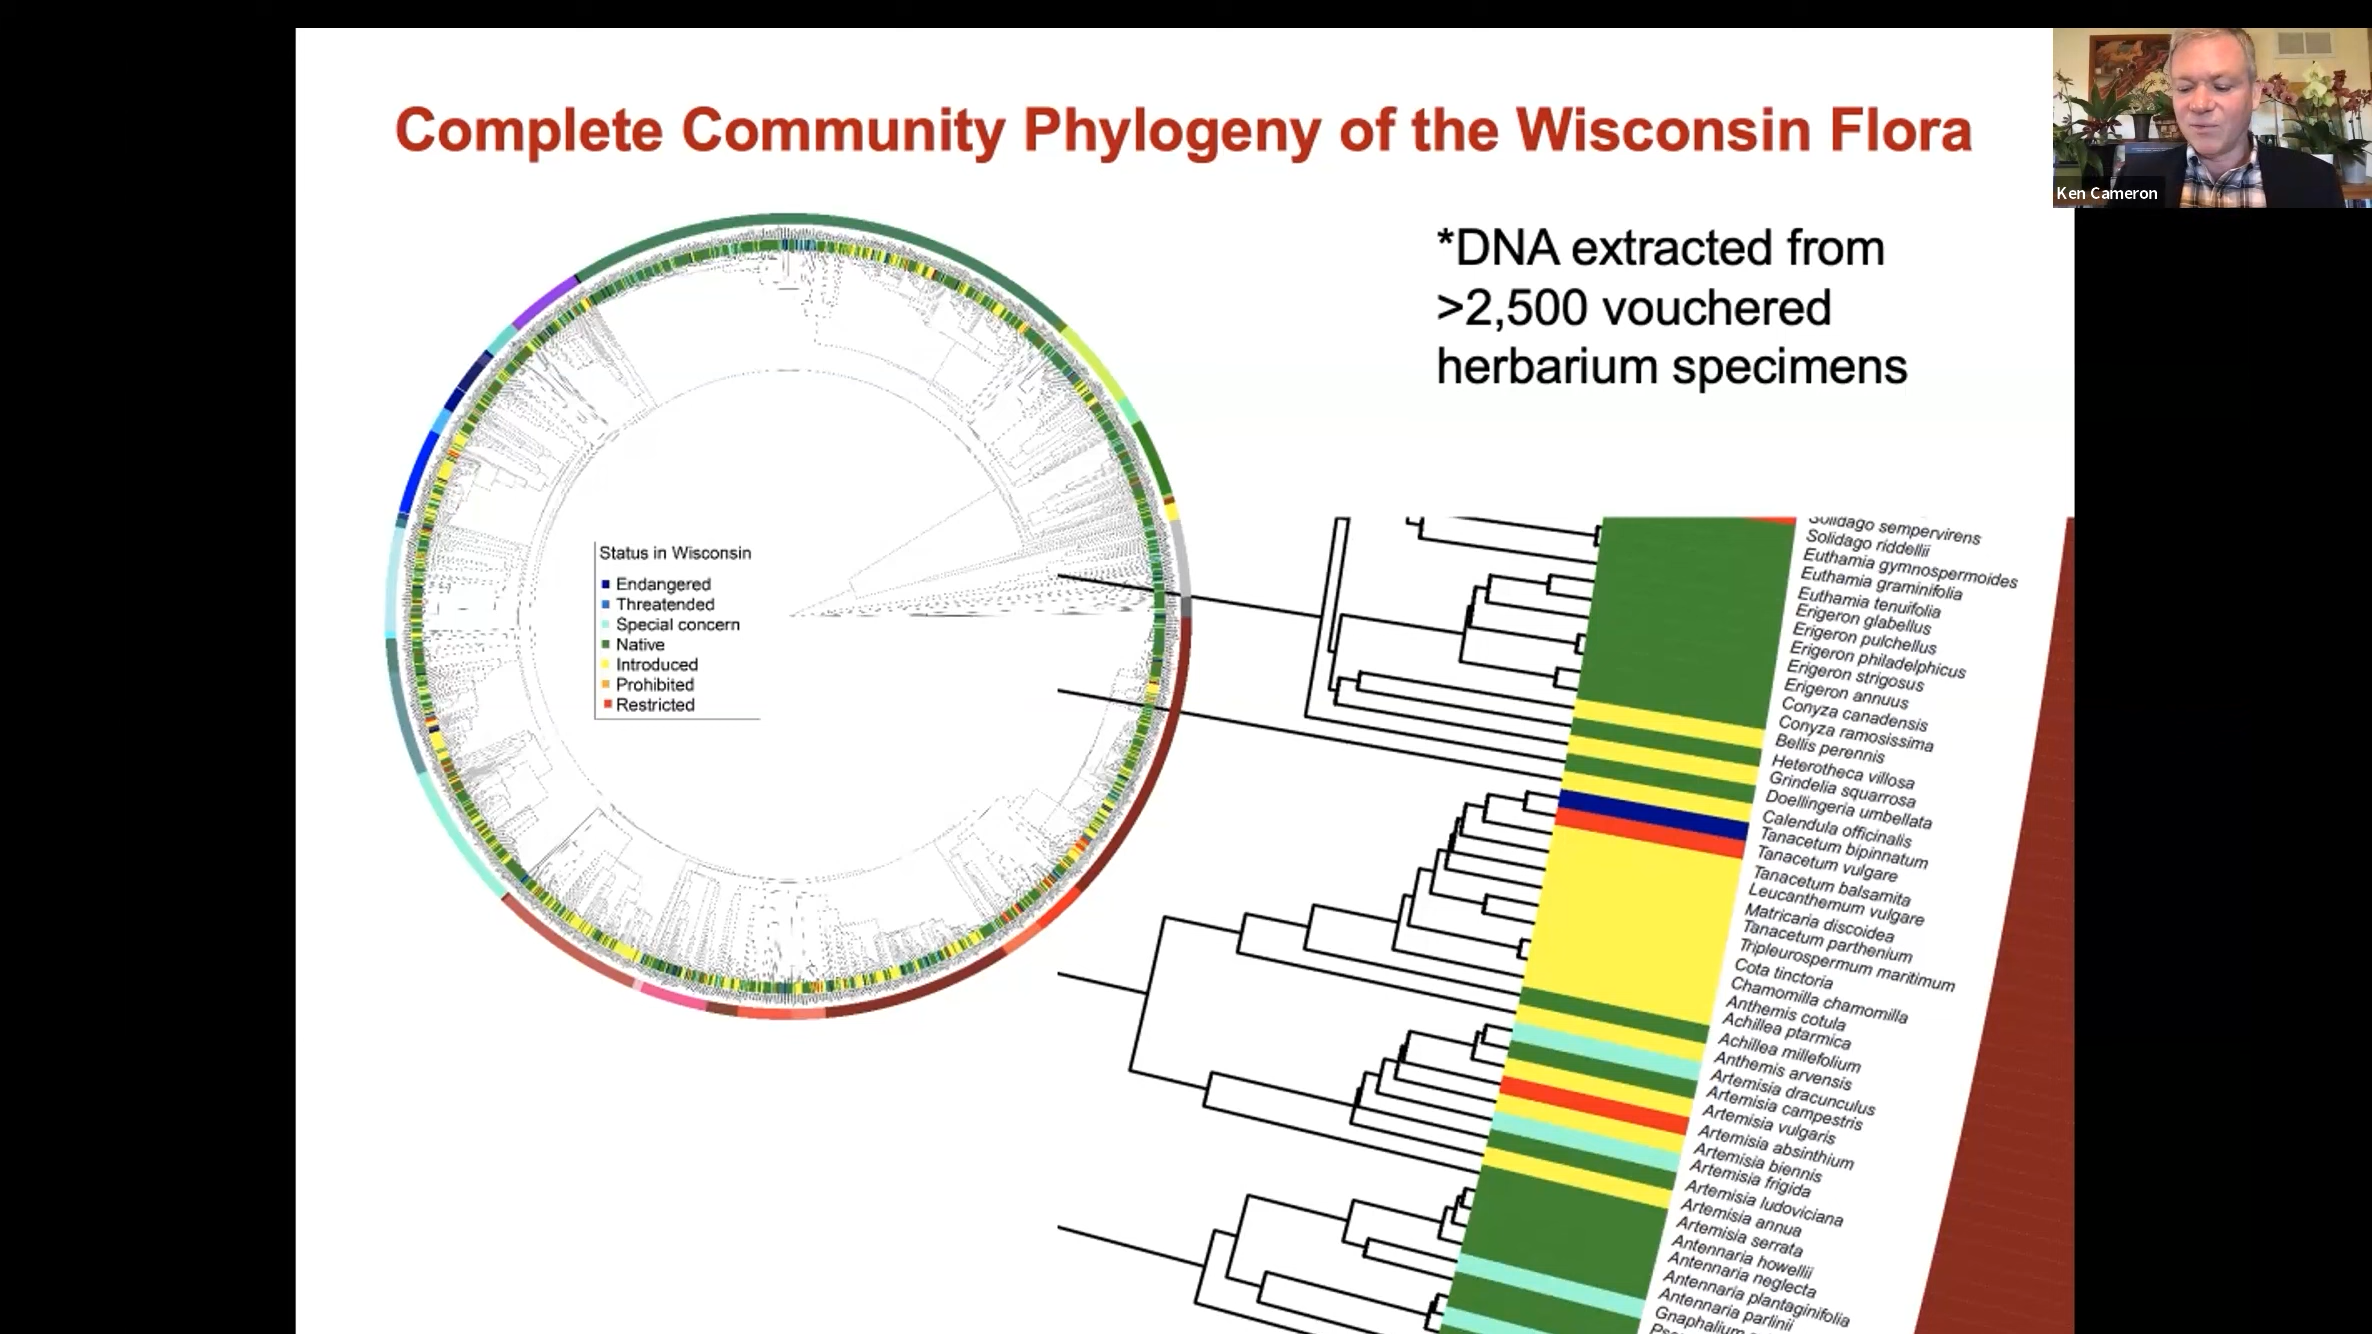 Complete Community Phylogeny of the Wisconsin Flora
Ken Cameron
*DNA extracted from
>2,500 vouchered
herbarium specimens
Status in Wisconsin
Endangered
Threatended
Special concern
Native
Introduced
Prohibited
Restricted
Solidago sempervirens
Solidago riddellii
Euthamia gymnospermoides
Euthamia graminifolia
Euthamia tenuifolia
Erigeron glabellus
Erigeron pulchellus
Erigeron philadelphicus
Erigeron strigosus
Erigeron annuus
Conyza canadensis
Conyza ramosissima
Bellis perennis
Heterotheca villosa
Grindelia squarrosa
Doellingeria umbellata
Calendula officinalis
Tanacetum bipinnatum
Tanacetum vulgare
Tanacetum balsamita
Leucanthemum vulgare
Matricaria discoidea
Tanacetum parthenium
Tripleurospermum maritimum
Cota tinctoria
Chamomilla chamomilla
Anthemis cotula
Achillea ptarmica
Achillea millefolium
Anthemis arvensis
Artemisia dracunculus
Artemisia campestris
Artemisia vulgaris
Artemisia absinthium
Artemisia biennis
Artemisia frigida
Artemisia ludoviciana
Artemisia annua
Artemisia serrata
Antennaria howellii
Antennaria neglecta
Antennaria plantaginifolia
Antennaria parlinii
Gnaphalium